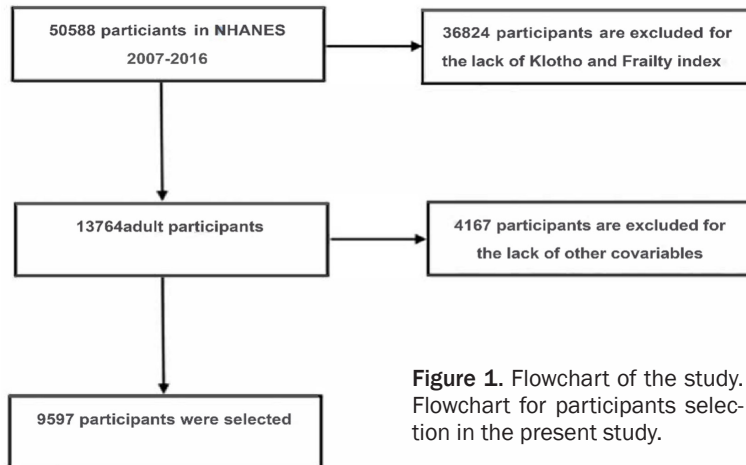 50588 particiants in NHANES
2007-2016
36824 participants are excluded for
the lack of Klotho and Frailty index
13764adult participants
4167 participants are excluded for
the lack of other covariables
9597 participants were selected
Figure 1. Flowchart of the study.
Flowchart for participants selec-
tion in the present study.